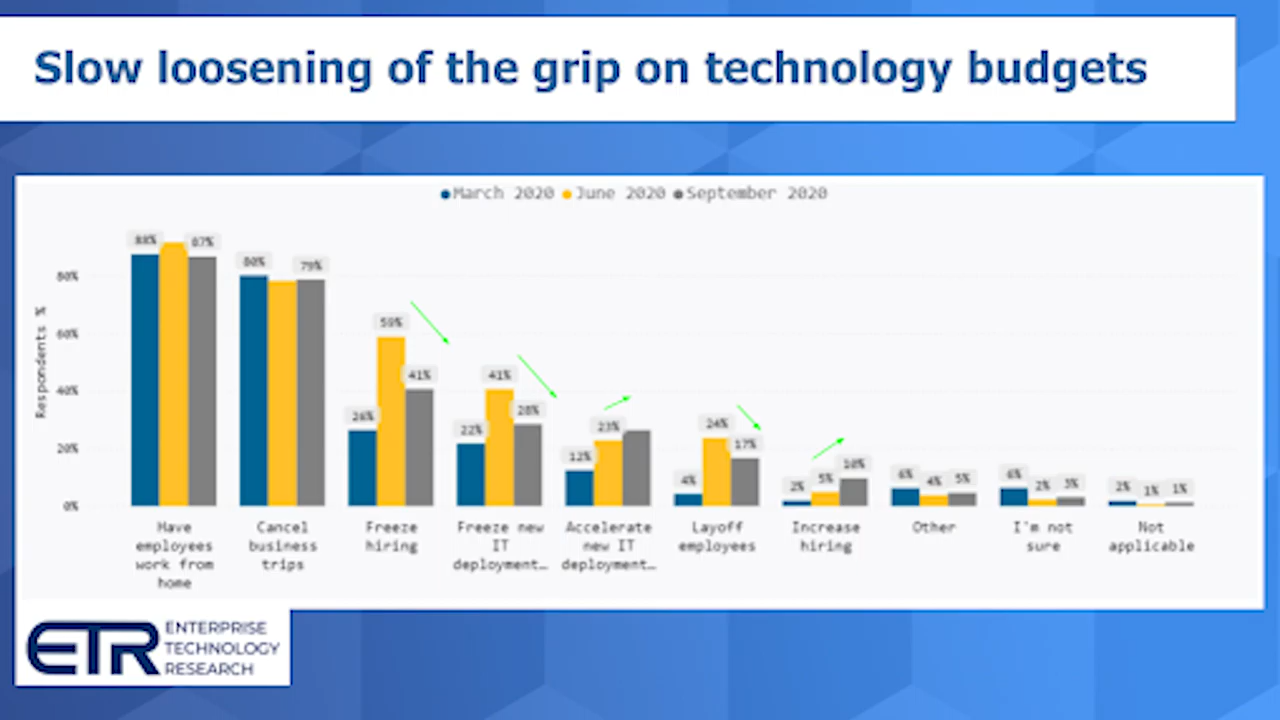 Slow loosening of the grip on technology budgets
March 2020 June 2020 September 2020
Respondents %
80%
60%
40%
20%
0%
88% 87%
80% 79%
26% 59% 41%
22% 41% 28%
12% 23%
4% 24% 17%
2% 5% 10%
6% 4% 5%
6% 2% 3%
2% 1% 1%
Have
employees
work from
home
Cancel
business
trips
Freeze
hiring
Freeze new
IT
deployment…
Accelerate
new IT
deployment…
Layoff
employees
Increase
hiring
Other
I'm not
sure
Not
applicable
ETR
ENTERPRISE
TECHNOLOGY
RESEARCH